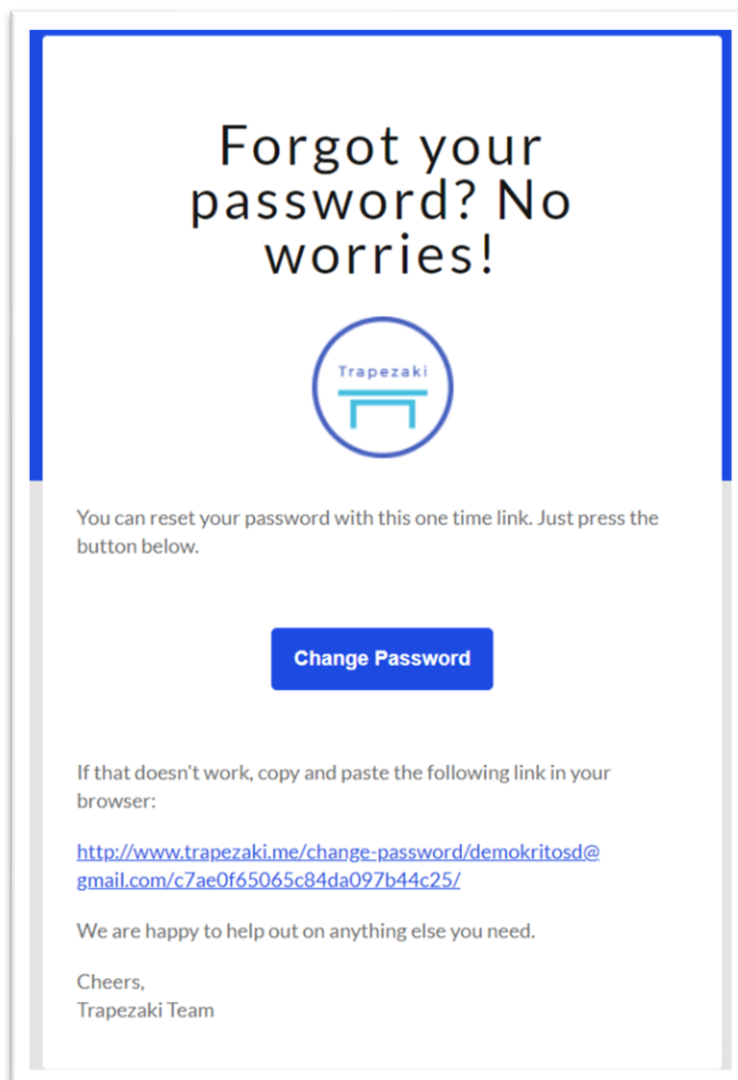 Forgot your
password? No
worries!
Trapezaki
You can reset your password with this one time link. Just press the
button below.
Change Password
If that doesn't work, copy and paste the following link in your
browser:
http://www.trapezaki.me/change-password/demokritosd@
gmail.com/c7ae0f65065c84da097b44c25/
We are happy to help out on anything else you need.
Cheers,
Trapezaki Team